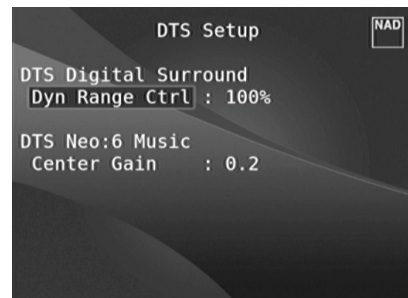 DTS Setup
NAD
DTS Digital Surround
Dyn Range Ctrl : 100%
DTS Neo:6 Music
Center Gain : 0.2